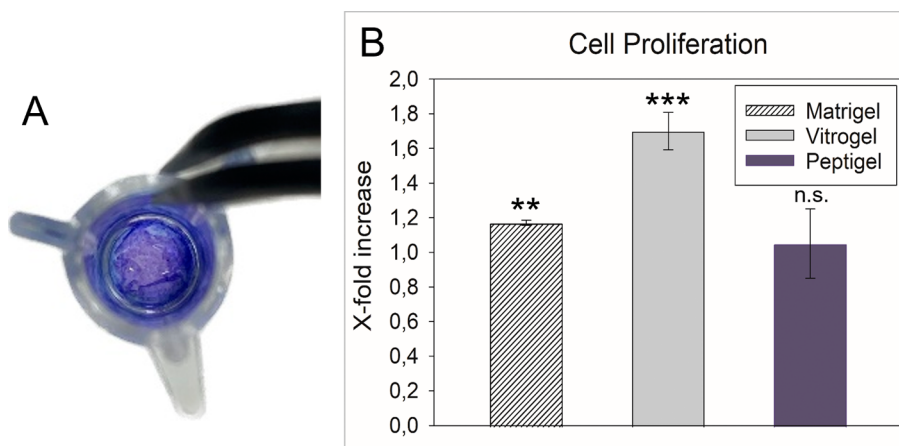 A
B
Cell Proliferation
X-fold increase
2,0
1,8
1,6
1,4
1,2
1,0
0,8
0,6
0,4
0,2
0,0
**
***
n.s.
Matrigel
Vitrogel
Peptigel